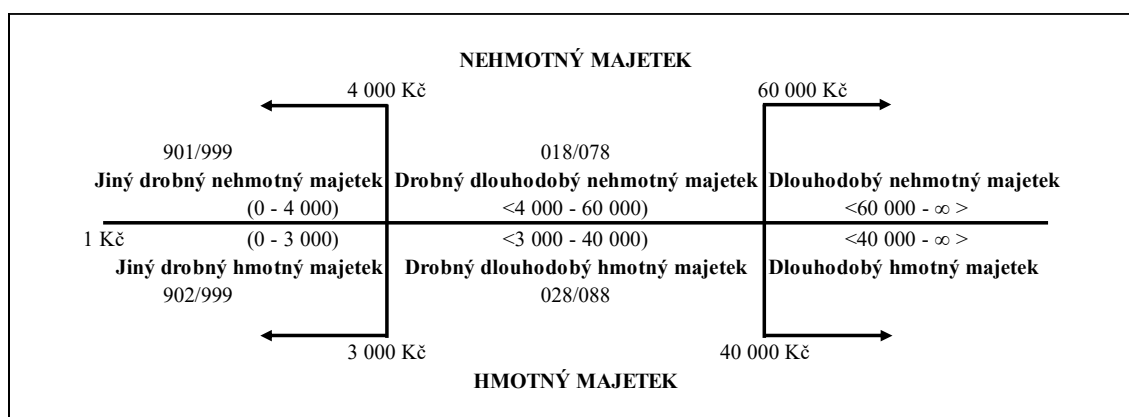 NEHMOTNÝ MAJETEK
4 000 Kč 60 000 Kč
901/999 018/078
Jiný drobný nehmotný majetek Drobný dlouhodobý nehmotný majetek Dlouhodobý nehmotný majetek
(0 - 4 000) <4 000 - 60 000) <60 000 - ∞ >
1 Kč (0 - 3 000) <3 000 - 40 000) <40 000 - ∞ >
Jiný drobný hmotný majetek Drobný dlouhodobý hmotný majetek Dlouhodobý hmotný majetek
902/999 028/088
3 000 Kč 40 000 Kč
HMOTNÝ MAJETEK